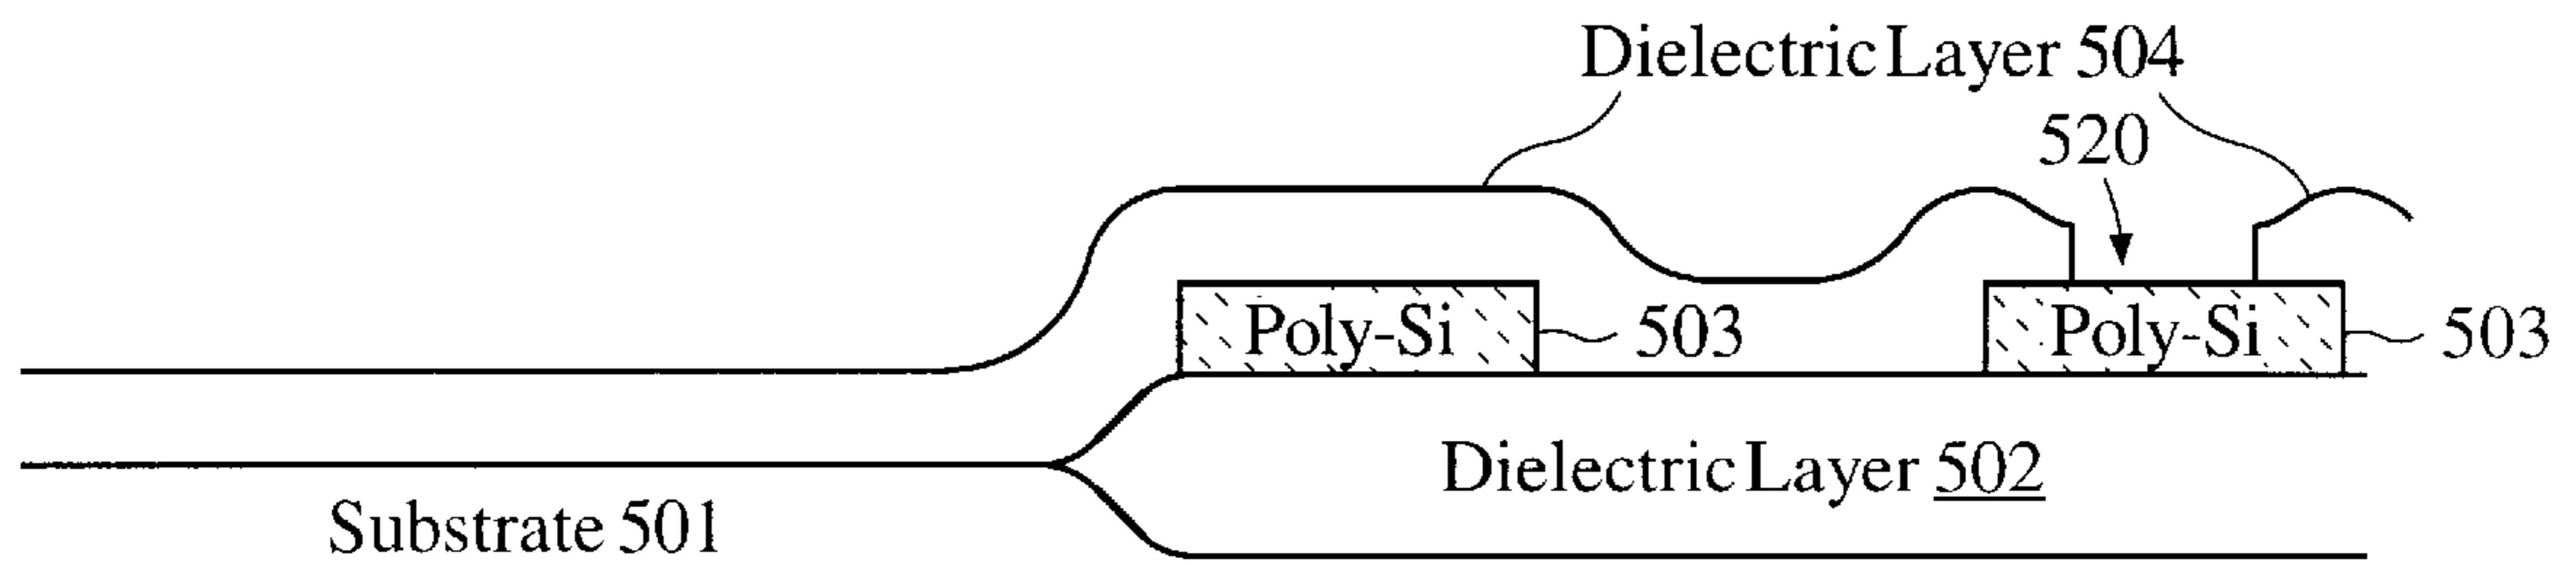 Dielectric Layer 504
520
Poly-Si 503 Poly-Si 503
Dielectric Layer 502
Substrate 501